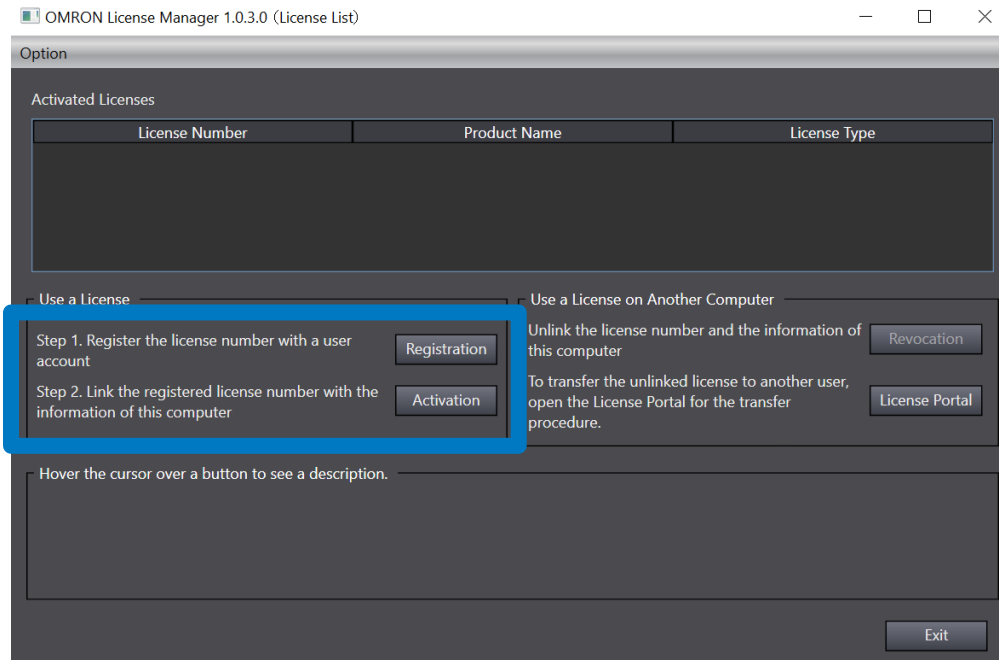 OMRON License Manager 1.0.3.0 (License List)
Option
Activated Licenses
License Number
Product Name
License Type
Use a License
Step 1. Register the license number with a user
account
Registration
Step 2. Link the registered license number with the
information of this computer
Activation
Use a License on Another Computer
Unlink the license number and the information of
this computer
Revocation
To transfer the unlinked license to another user,
open the License Portal for the transfer
procedure.
License Portal
Hover the cursor over a button to see a description.
Exit